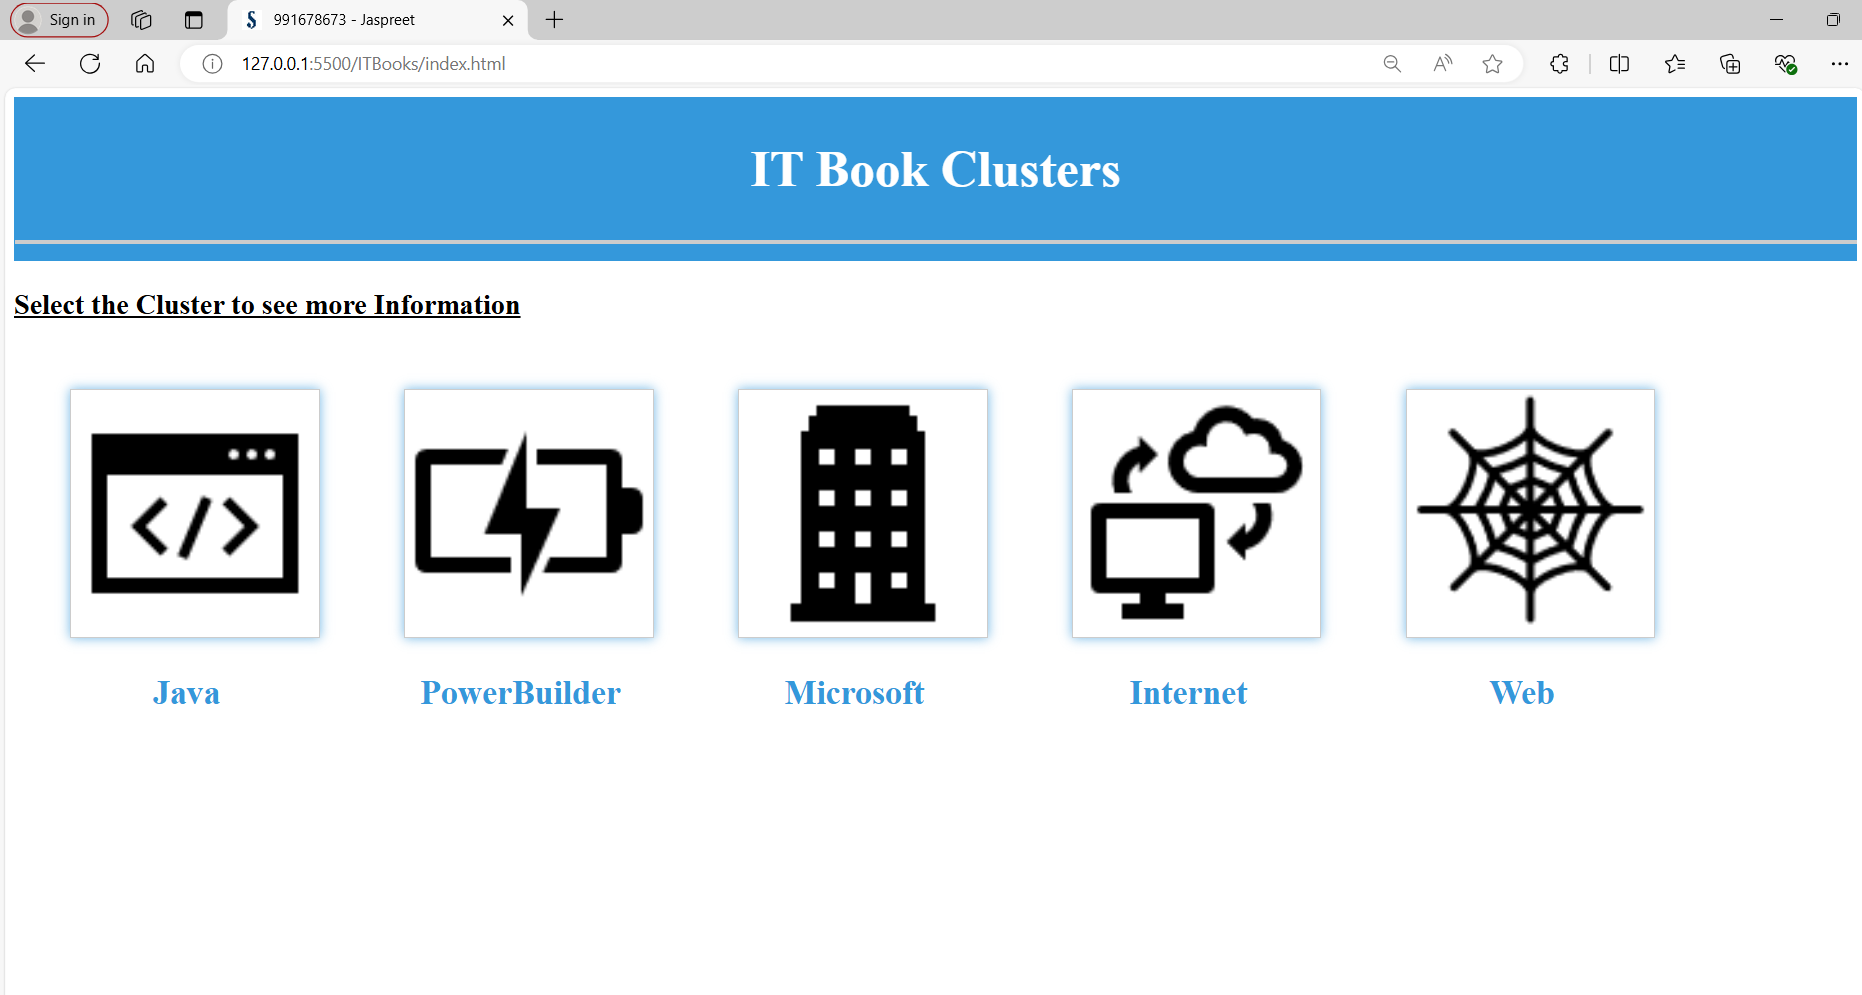 Sign in
991678673 - Jaspreet
127.0.0.1:5500/ITBooks/index.html
IT Book Clusters
Select the Cluster to see more Information
</>
Java
PowerBuilder
Microsoft
Internet
Web